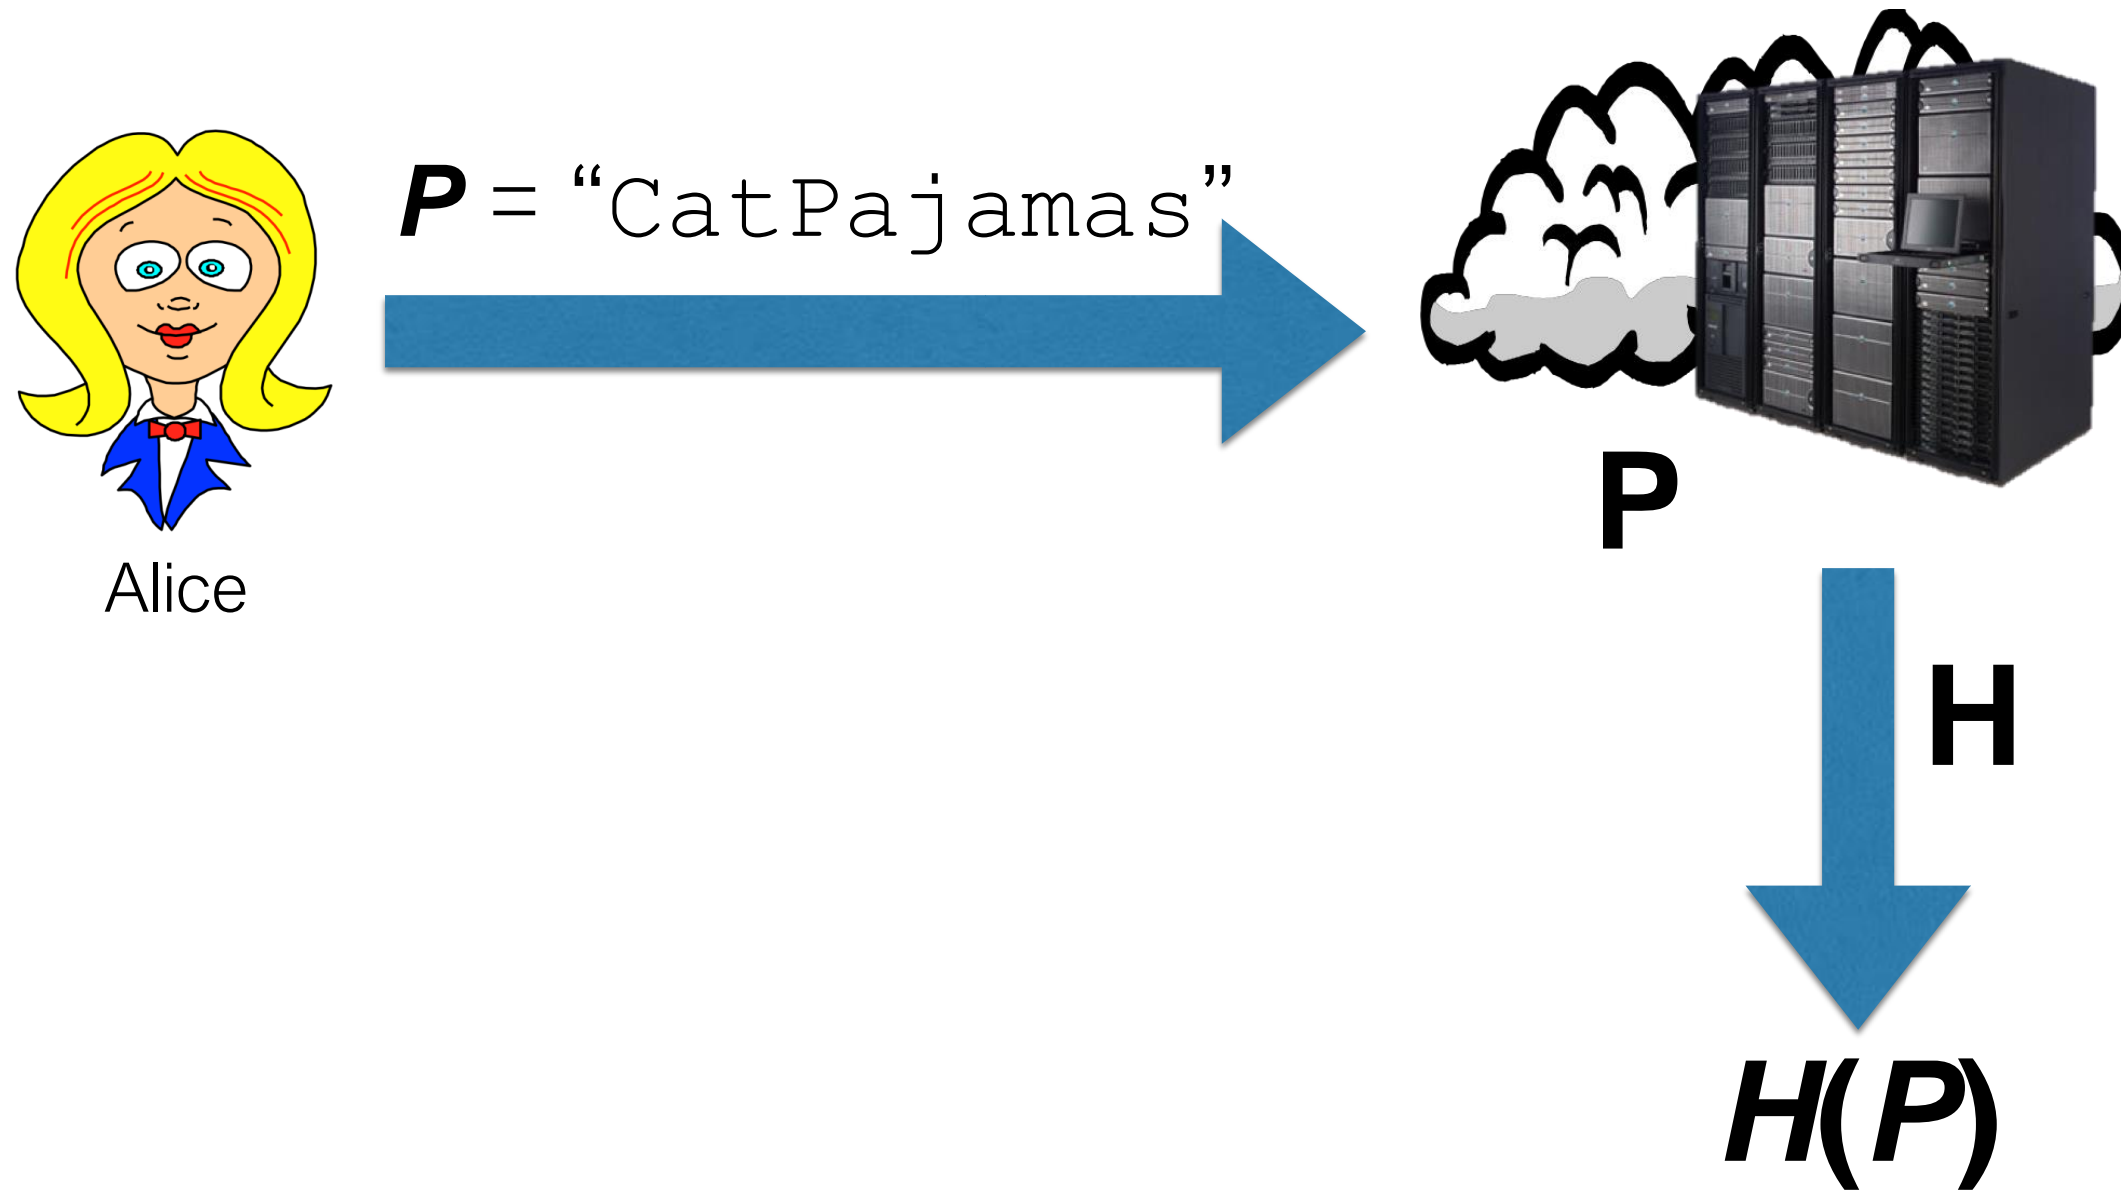 P = “CatPajamas”
P
Alice
H
H(P)